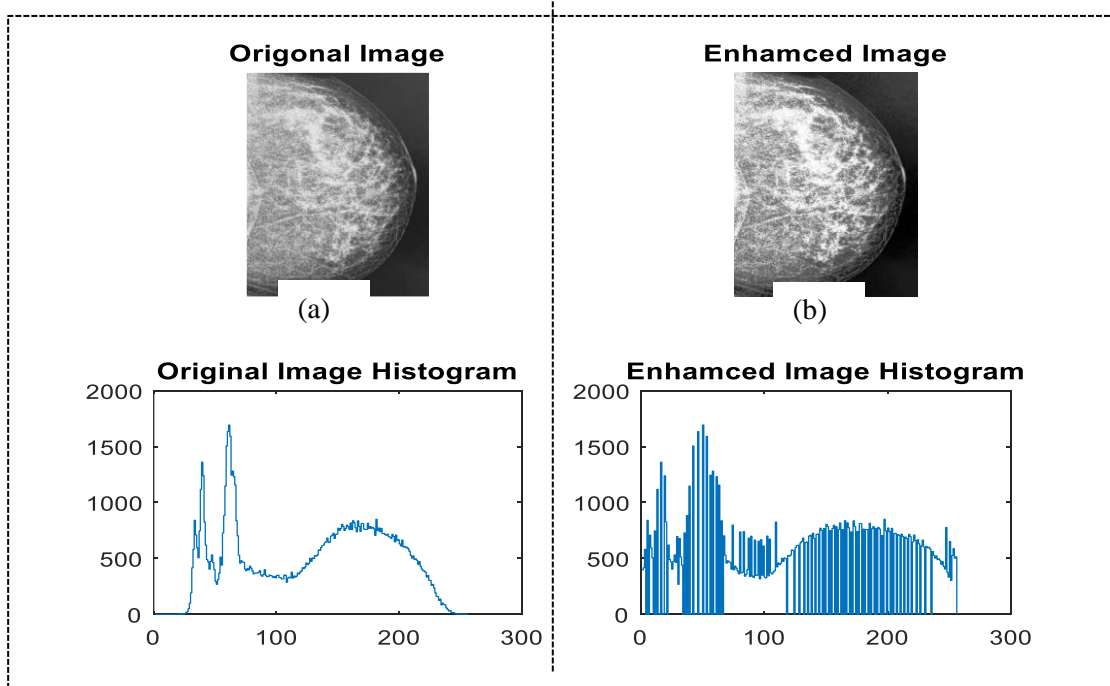 Origonal Image
(a)
Original Image Histogram
2000
1500
1000
500
0
0 100 200 300
Enhamced Image
(b)
Enhamced Image Histogram
2000
1500
1000
500
0
0 100 200 300